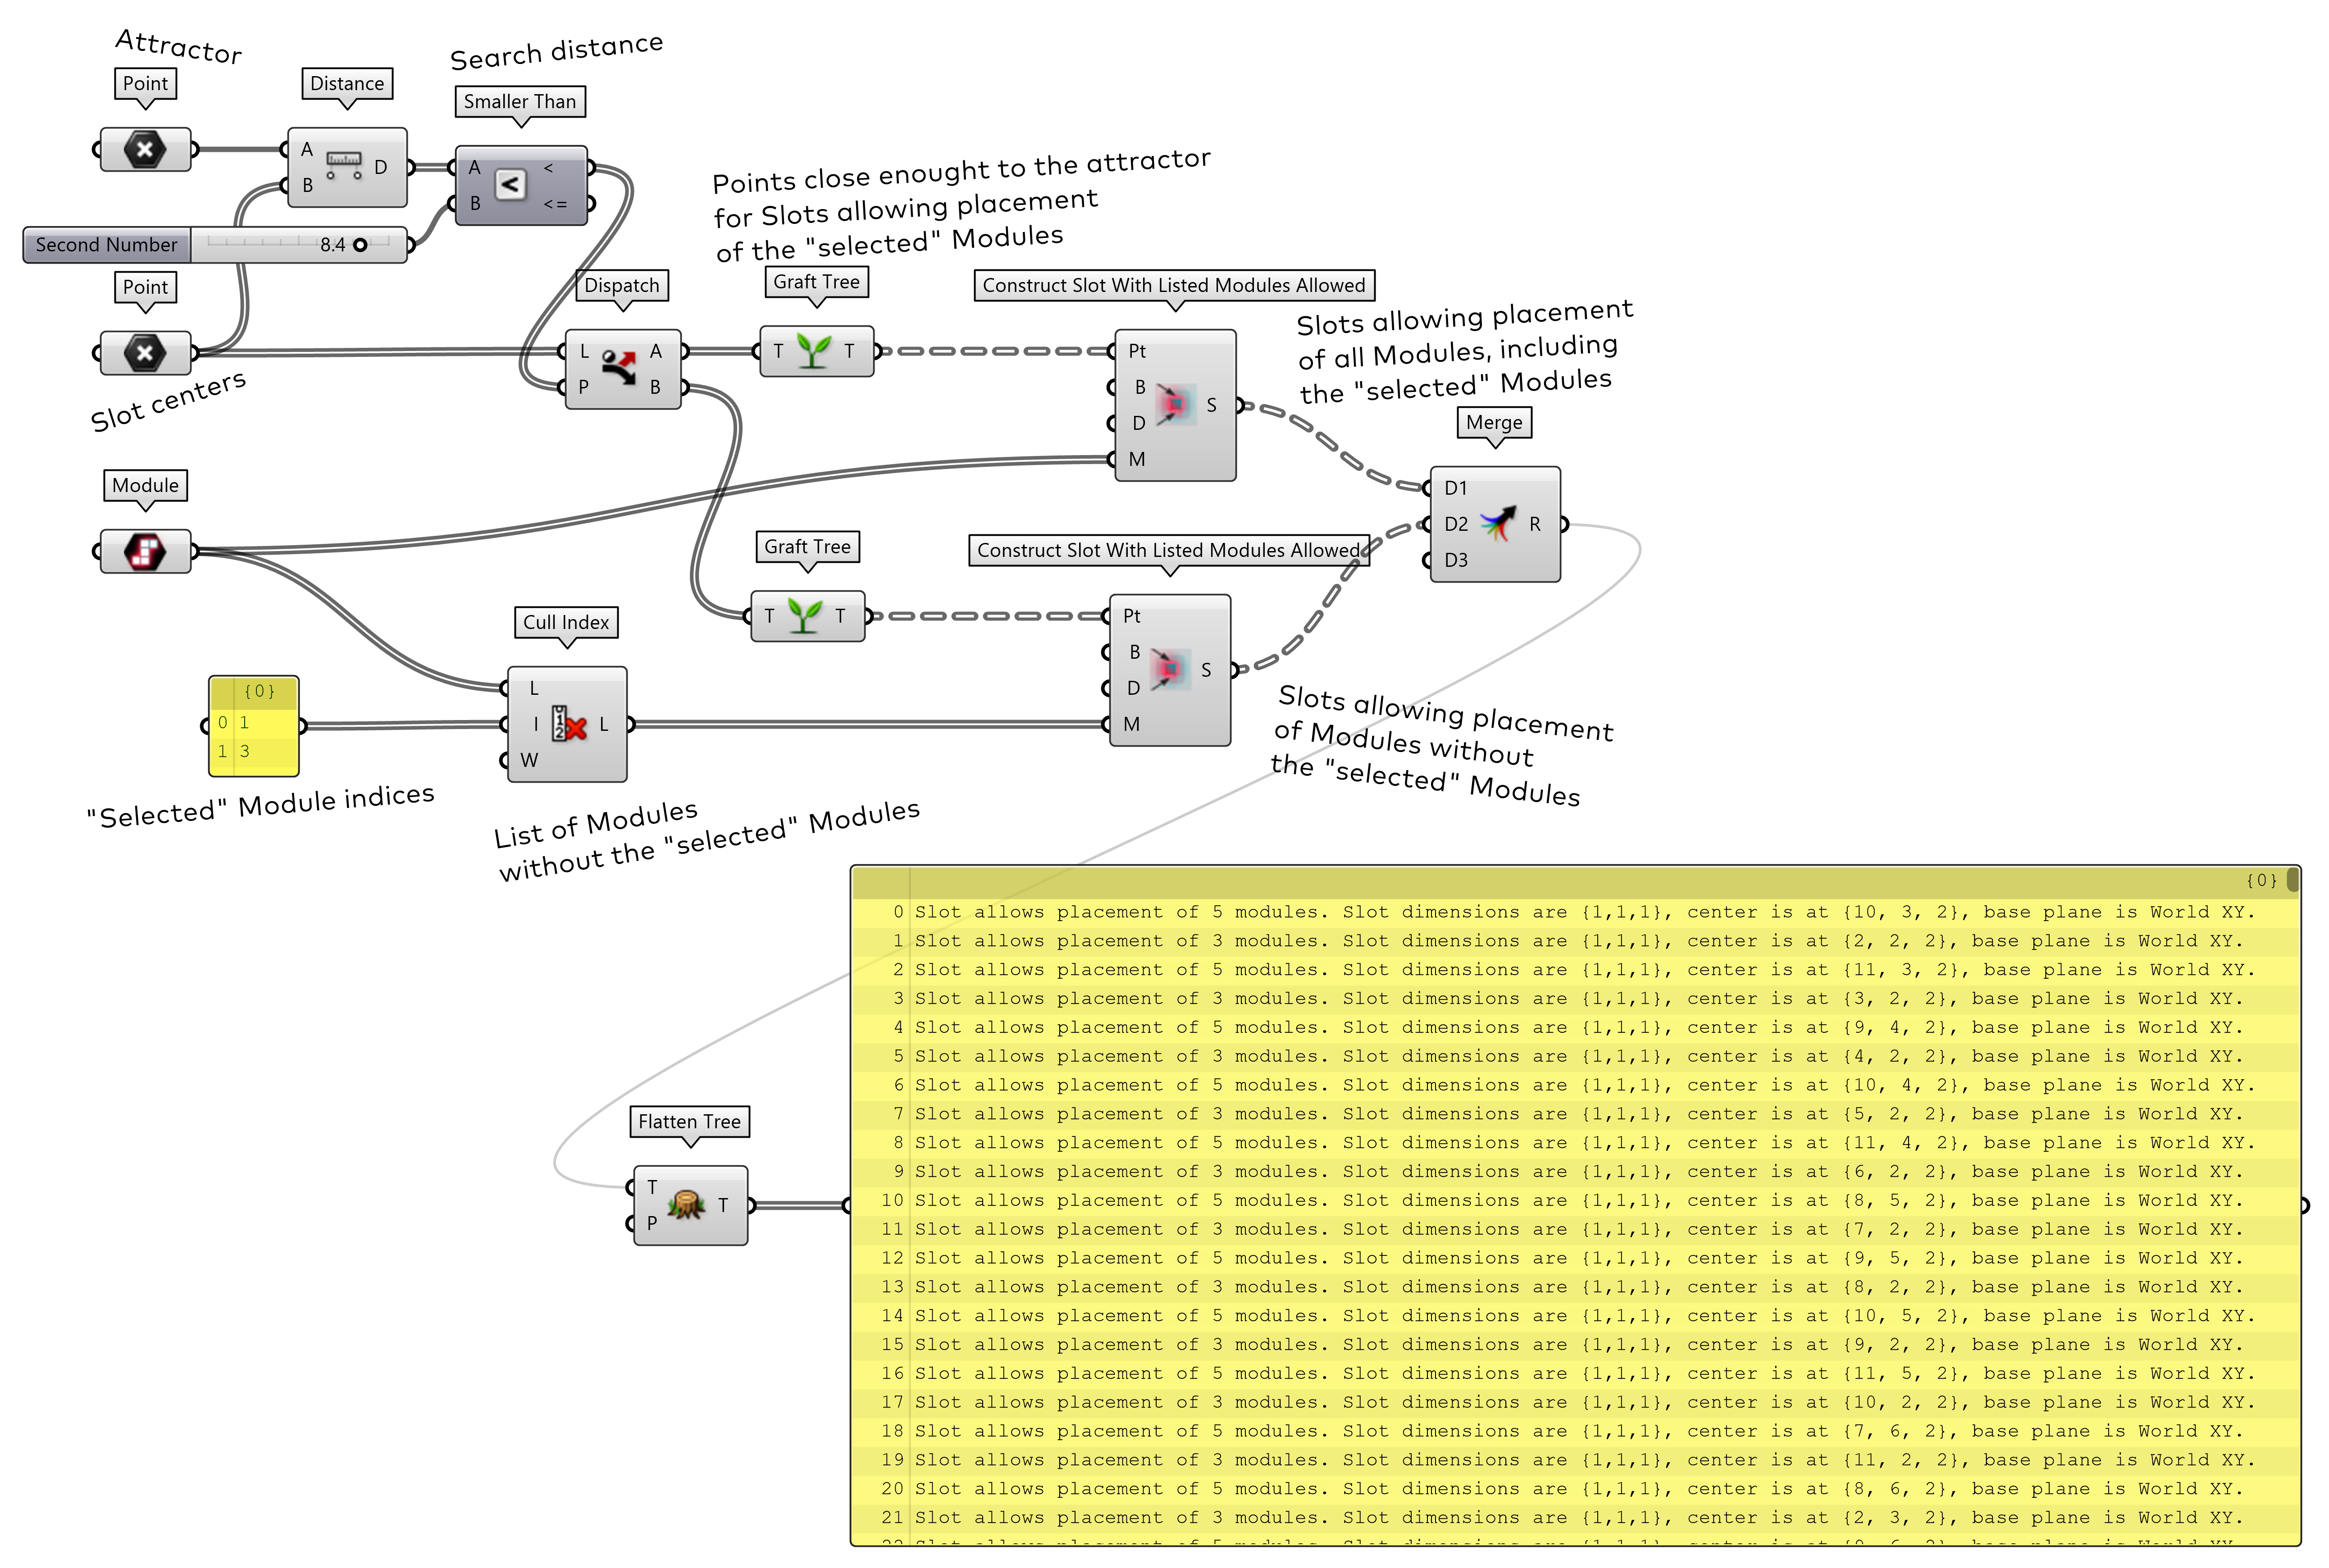 Attractor
Point
Distance
Search distance
Smaller Than
A
B
D
A
B
<
<=
Second Number
8.4
Point
Slot centers
Points close enought to the attractor
for Slots allowing placement
of the "selected" Modules
Dispatch
L
P
A
B
Graft Tree
T T
Construct Slot With Listed Modules Allowed
Pt
B
D
M
S
Slots allowing placement
of all Modules, including
the "selected" Modules
Merge
D1
D2
D3
R
Module
Graft Tree
T T
Construct Slot With Listed Modules Allowed
Pt
B
D
M
S
Slots allowing placement
of Modules without
the "selected" Modules
Cull Index
L
I
W
L
{0}
0 1
1 3
"Selected" Module indices
List of Modules
without the "selected" Modules
Flatten Tree
T
P
T
{0}
0 Slot allows placement of 5 modules. Slot dimensions are {1,1,1}, center is at {10, 3, 2}, base plane is World XY.
1 Slot allows placement of 3 modules. Slot dimensions are {1,1,1}, center is at {2, 2, 2}, base plane is World XY.
2 Slot allows placement of 5 modules. Slot dimensions are {1,1,1}, center is at {11, 3, 2}, base plane is World XY.
3 Slot allows placement of 3 modules. Slot dimensions are {1,1,1}, center is at {3, 2, 2}, base plane is World XY.
4 Slot allows placement of 5 modules. Slot dimensions are {1,1,1}, center is at {9, 4, 2}, base plane is World XY.
5 Slot allows placement of 3 modules. Slot dimensions are {1,1,1}, center is at {4, 2, 2}, base plane is World XY.
6 Slot allows placement of 5 modules. Slot dimensions are {1,1,1}, center is at {10, 4, 2}, base plane is World XY.
7 Slot allows placement of 3 modules. Slot dimensions are {1,1,1}, center is at {5, 2, 2}, base plane is World XY.
8 Slot allows placement of 5 modules. Slot dimensions are {1,1,1}, center is at {11, 4, 2}, base plane is World XY.
9 Slot allows placement of 3 modules. Slot dimensions are {1,1,1}, center is at {6, 2, 2}, base plane is World XY.
10 Slot allows placement of 5 modules. Slot dimensions are {1,1,1}, center is at {8, 5, 2}, base plane is World XY.
11 Slot allows placement of 3 modules. Slot dimensions are {1,1,1}, center is at {7, 2, 2}, base plane is World XY.
12 Slot allows placement of 5 modules. Slot dimensions are {1,1,1}, center is at {9, 5, 2}, base plane is World XY.
13 Slot allows placement of 3 modules. Slot dimensions are {1,1,1}, center is at {8, 2, 2}, base plane is World XY.
14 Slot allows placement of 5 modules. Slot dimensions are {1,1,1}, center is at {10, 5, 2}, base plane is World XY.
15 Slot allows placement of 3 modules. Slot dimensions are {1,1,1}, center is at {9, 2, 2}, base plane is World XY.
16 Slot allows placement of 5 modules. Slot dimensions are {1,1,1}, center is at {11, 5, 2}, base plane is World XY.
17 Slot allows placement of 3 modules. Slot dimensions are {1,1,1}, center is at {10, 2, 2}, base plane is World XY.
18 Slot allows placement of 5 modules. Slot dimensions are {1,1,1}, center is at {7, 6, 2}, base plane is World XY.
19 Slot allows placement of 3 modules. Slot dimensions are {1,1,1}, center is at {11, 2, 2}, base plane is World XY.
20 Slot allows placement of 5 modules. Slot dimensions are {1,1,1}, center is at {8, 6, 2}, base plane is World XY.
21 Slot allows placement of 3 modules. Slot dimensions are {1,1,1}, center is at {2, 3, 2}, base plane is World XY.